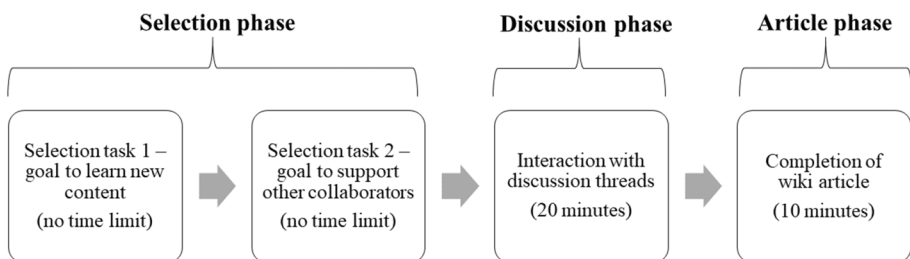 Selection phase
Discussion phase
Article phase
Selection task 1 –
goal to learn new
content
(no time limit)
Selection task 2 –
goal to support
other collaborators
(no time limit)
Interaction with
discussion threads
(20 minutes)
Completion of
wiki article
(10 minutes)